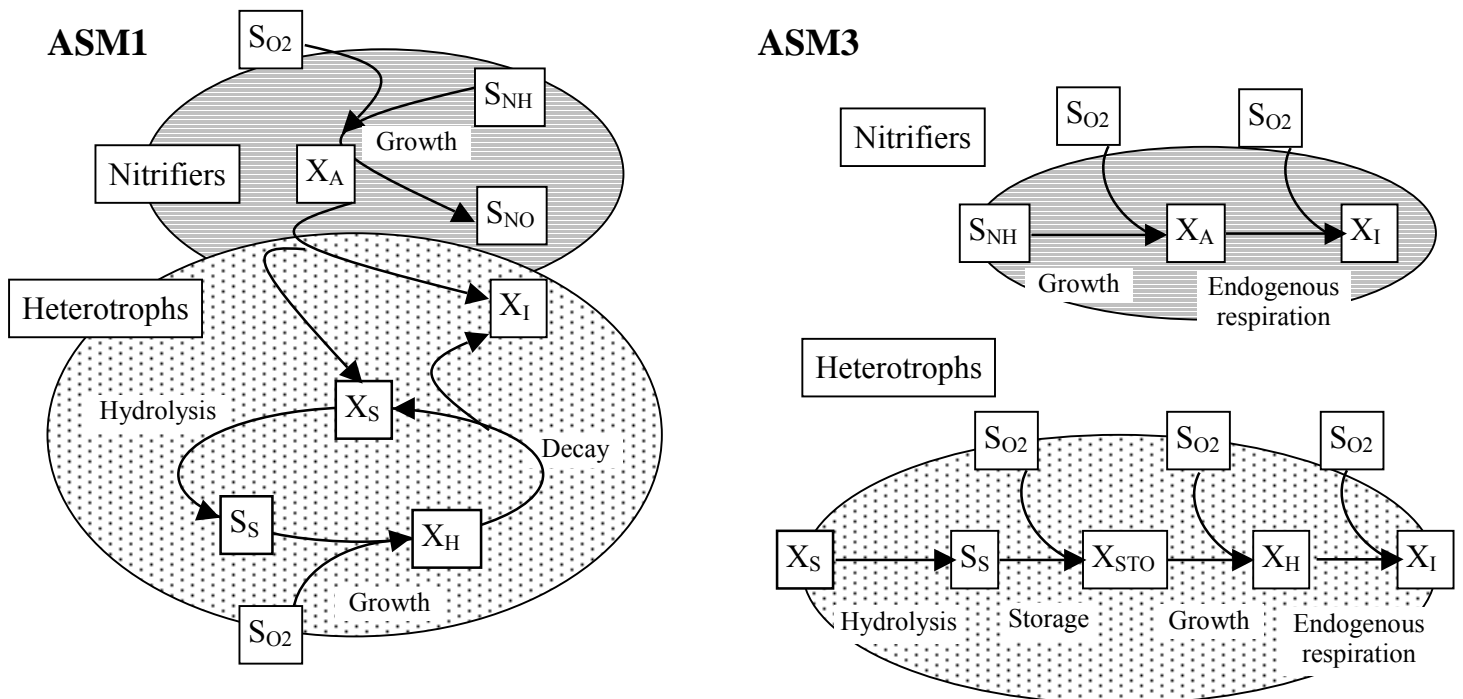 ASM1
S_O2
S_NH
Growth
Nitrifiers
X_A
S_NO
Heterotrophs
X_I
X_S
Hydrolysis
Decay
S_S
X_H
Growth
S_O2
ASM3
Nitrifiers
S_O2
S_O2
S_NH
X_A
X_I
Growth
Endogenous
respiration
Heterotrophs
S_O2
S_O2
S_O2
X_S
S_S
X_STO
X_H
X_I
Hydrolysis
Storage
Growth
Endogenous
respiration